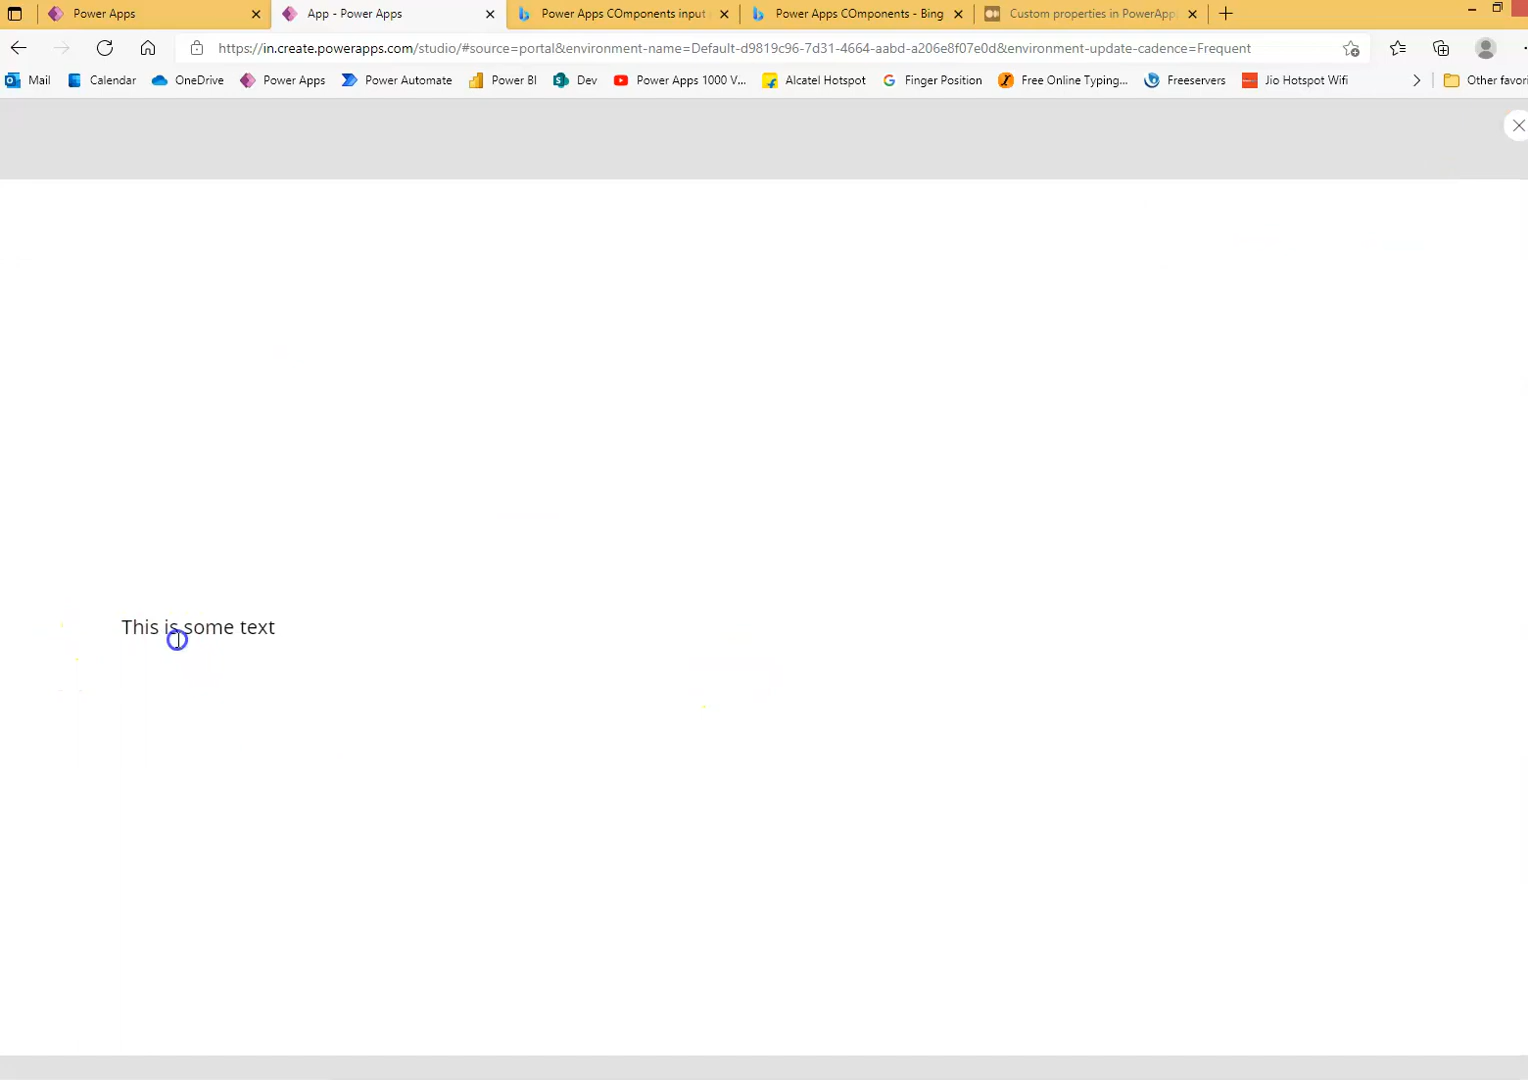 Power Apps
App - Power Apps
Power Apps COmponents input
Power Apps COmponents - Bing
Custom properties in PowerApp
https://in.create.powerapps.com/studio/#source=portal&environment-name=Default-d9819c96-7d31-4664-aabd-a206e8f07e0d&environment-update-cadence=Frequent
Mail
Calendar
OneDrive
Power Apps
Power Automate
Power BI
Dev
Power Apps 1000 V...
Alcatel Hotspot
Finger Position
Free Online Typing...
Freeservers
Jio Hotspot Wifi
Other favori
This is some text